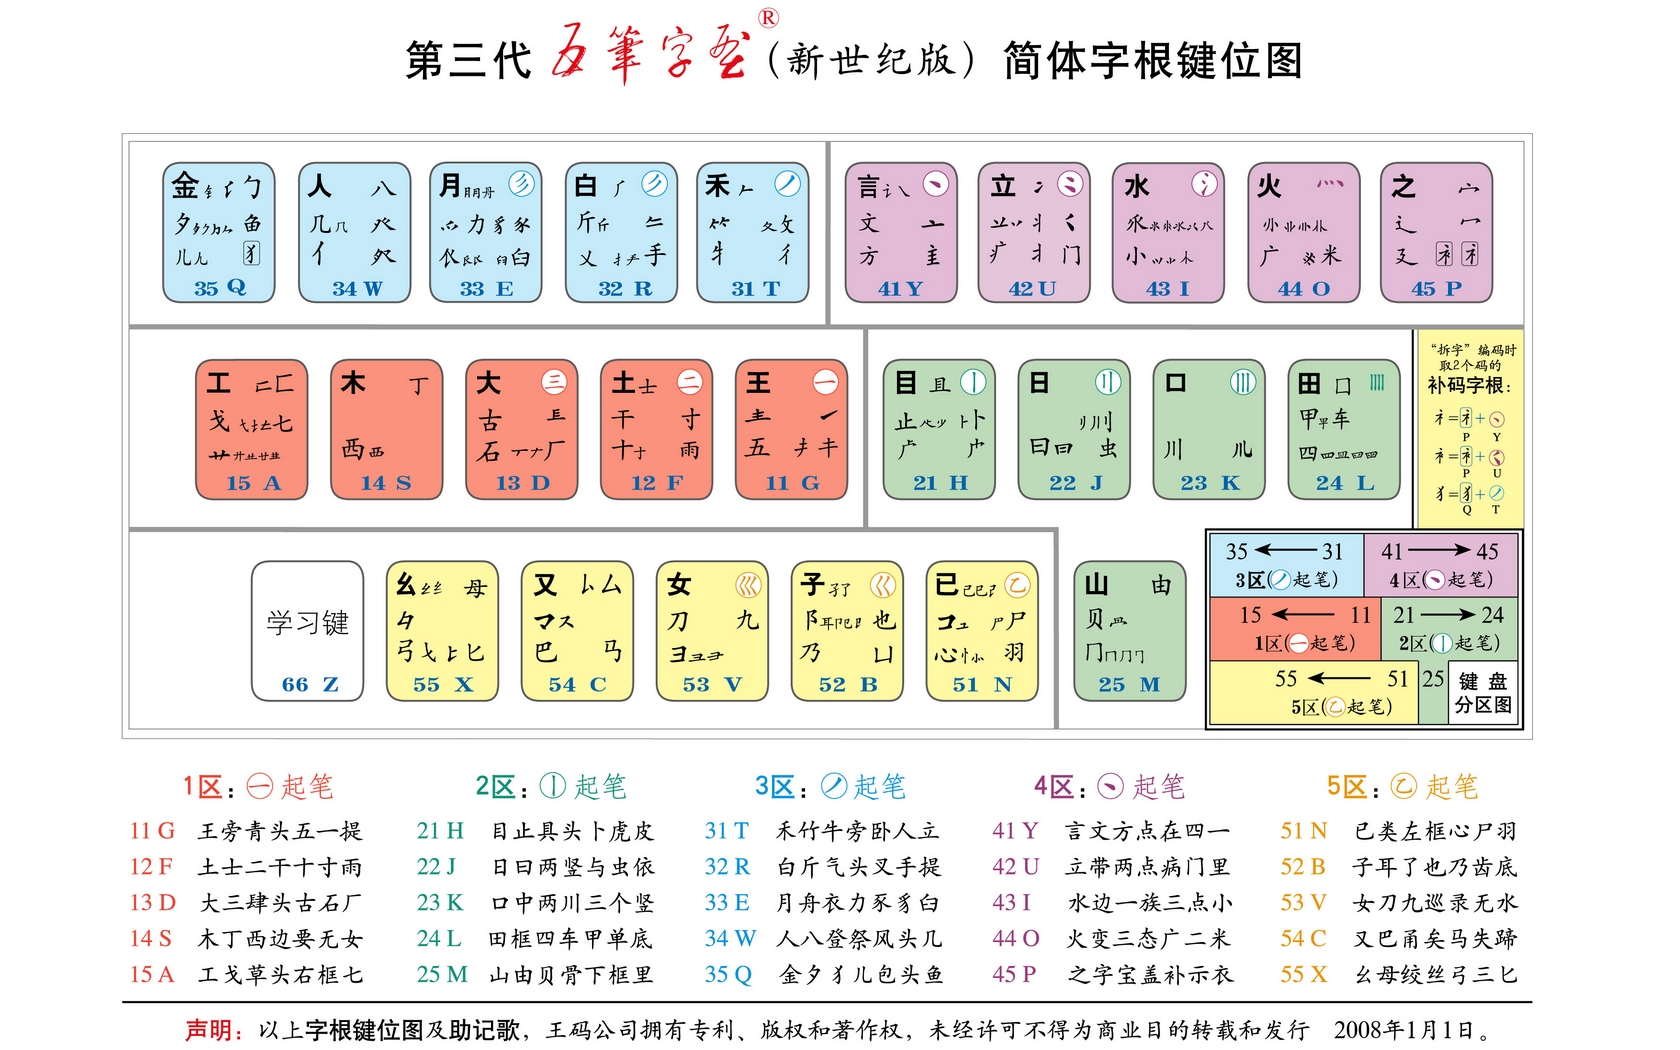 第三代 五筆字型®（新世纪版） 简体字根键位图
金 钅 勹
夕 鱼
儿 犭
35 Q
人 八
几 癶
亻
34 W
月 彡
力 豸 豕
臼
33 E
白
斤
乂 手
32 R
禾 丿
攵
牛 彳
31 T
言 讠 丶
文 亠
方
41 Y
立 冫
丬
疒 门
42 U
水 氵
小
43 I
火 灬
广 米
44 O
之 宀
辶 冖
廴 礻 衤
45 P
工 匚
戈 七
艹 廾 廿
15 A
木 丁
西
14 S
大 三
古
石 厂
13 D
土 士 二
干 寸
十 雨
12 F
王 一
五
11 G
目 且 丨
止 卜
21 H
日
刂
曰 虫
22 J
口
川
23 K
田 囗
甲 车
四 皿
24 L
“拆字”编码时
取2个码的
补码字根：
礻=礻+丶
P Y
衤=衤+⺀
P U
犭=犭+丿
Q T
学习键
66 Z
幺 母
弓 匕
55 X
又 厶
マ ス
巴 马
54 C
女 巛
刀 九
彐
53 V
子 孑 了 巜
阝 耳 卩 也
乃 凵
52 B
已 己 巳 乙
コ 尸
心 忄 羽
51 N
山 由
贝
冂
25 M
35 ← 31 41 → 45
3区(丿起笔) 4区(丶起笔)
15 ← 11 21 → 24
1区(一起笔) 2区(丨起笔)
55 ← 51 25 键盘
5区(乙起笔) 分区图
1区：一起笔 2区：丨起笔 3区：丿起笔 4区：丶起笔 5区：乙起笔
11 G 王旁青头五一提 21 H 目止具头卜虎皮 31 T 禾竹牛旁卧人立 41 Y 言文方点在四一 51 N 已类左框心尸羽
12 F 土士二干十寸雨 22 J 日曰两竖与虫依 32 R 白斤气头叉手提 42 U 立带两点病门里 52 B 子耳了也乃齿底
13 D 大三肆头古石厂 23 K 口中两川三个竖 33 E 月舟衣力豕豸臼 43 I 水边一族三点小 53 V 女刀九巡录无水
14 S 木丁西边要无女 24 L 田框四车甲单底 34 W 人八登祭风头几 44 O 火变三态广二米 54 C 又巴甬矣马失蹄
15 A 工戈草头右框七 25 M 山由贝骨下框里 35 Q 金夕犭儿包头鱼 45 P 之字宝盖补示衣 55 X 幺母绞丝弓三匕
声明：以上字根键位图及助记歌，王码公司拥有专利、版权和著作权，未经许可不得为商业目的转载和发行 2008年1月1日。